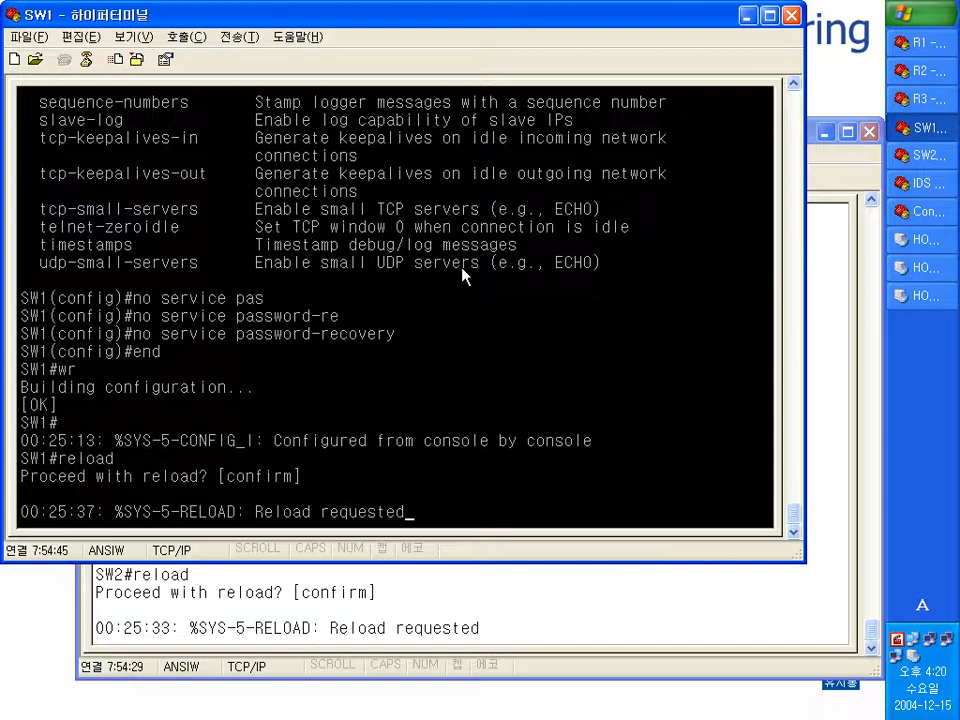 SW1 - 하이퍼터미널
ring
파일(F) 편집(E) 보기(V) 호출(C) 전송(T) 도움말(H)
sequence-numbers Stamp logger messages with a sequence number
slave-log Enable log capability of slave IPs
tcp-keepalives-in Generate keepalives on idle incoming network
connections
tcp-keepalives-out Generate keepalives on idle outgoing network
connections
tcp-small-servers Enable small TCP servers (e.g., ECHO)
telnet-zeroidle Set TCP window 0 when connection is idle
timestamps Timestamp debug/log messages
udp-small-servers Enable small UDP servers (e.g., ECHO)
SW1(config)#no service pas
SW1(config)#no service password-re
SW1(config)#no service password-recovery
SW1(config)#end
SW1#wr
Building configuration...
[OK]
SW1#
00:25:13: %SYS-5-CONFIG_I: Configured from console by console
SW1#reload
Proceed with reload? [confirm]
00:25:37: %SYS-5-RELOAD: Reload requested_
연결 7:54:45 ANSIW TCP/IP SCROLL CAPS NUM 캡 에코
SW2#reload
Proceed with reload? [confirm]
00:25:33: %SYS-5-RELOAD: Reload requested
연결 7:54:29 ANSIW TCP/IP SCROLL CAPS NUM 캡 에코
R1 -...
R2 -...
R3 -...
SW1...
SW2...
IDS ...
Con...
HO...
HO...
HO...
A
오후 4:20
수요일
2004-12-15